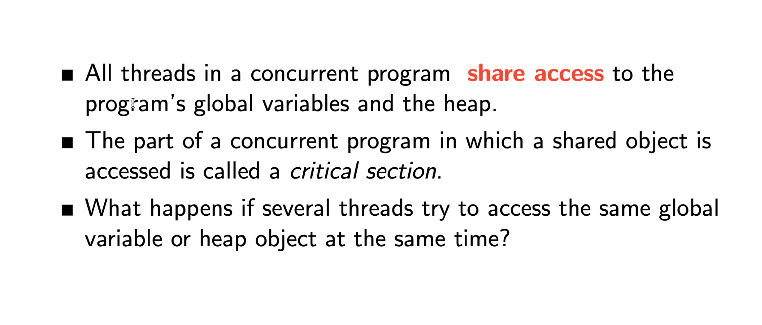 ■ All threads in a concurrent program share access to the
program's global variables and the heap.
■ The part of a concurrent program in which a shared object is
accessed is called a critical section.
■ What happens if several threads try to access the same global
variable or heap object at the same time?